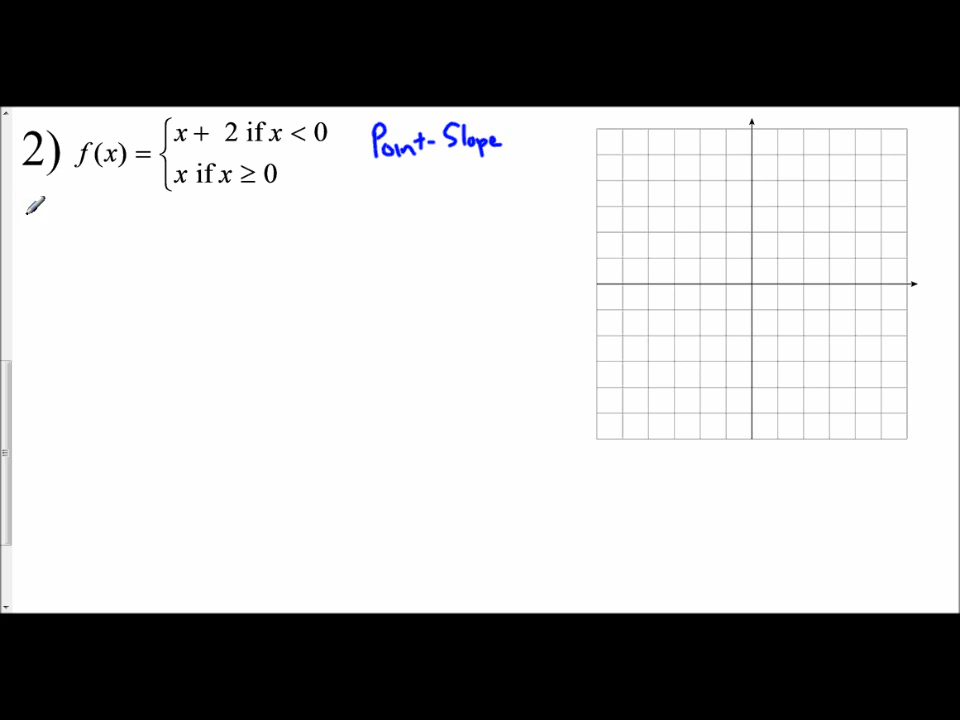 2) f(x) = { x + 2 if x < 0
x if x ≥ 0
Point-Slope